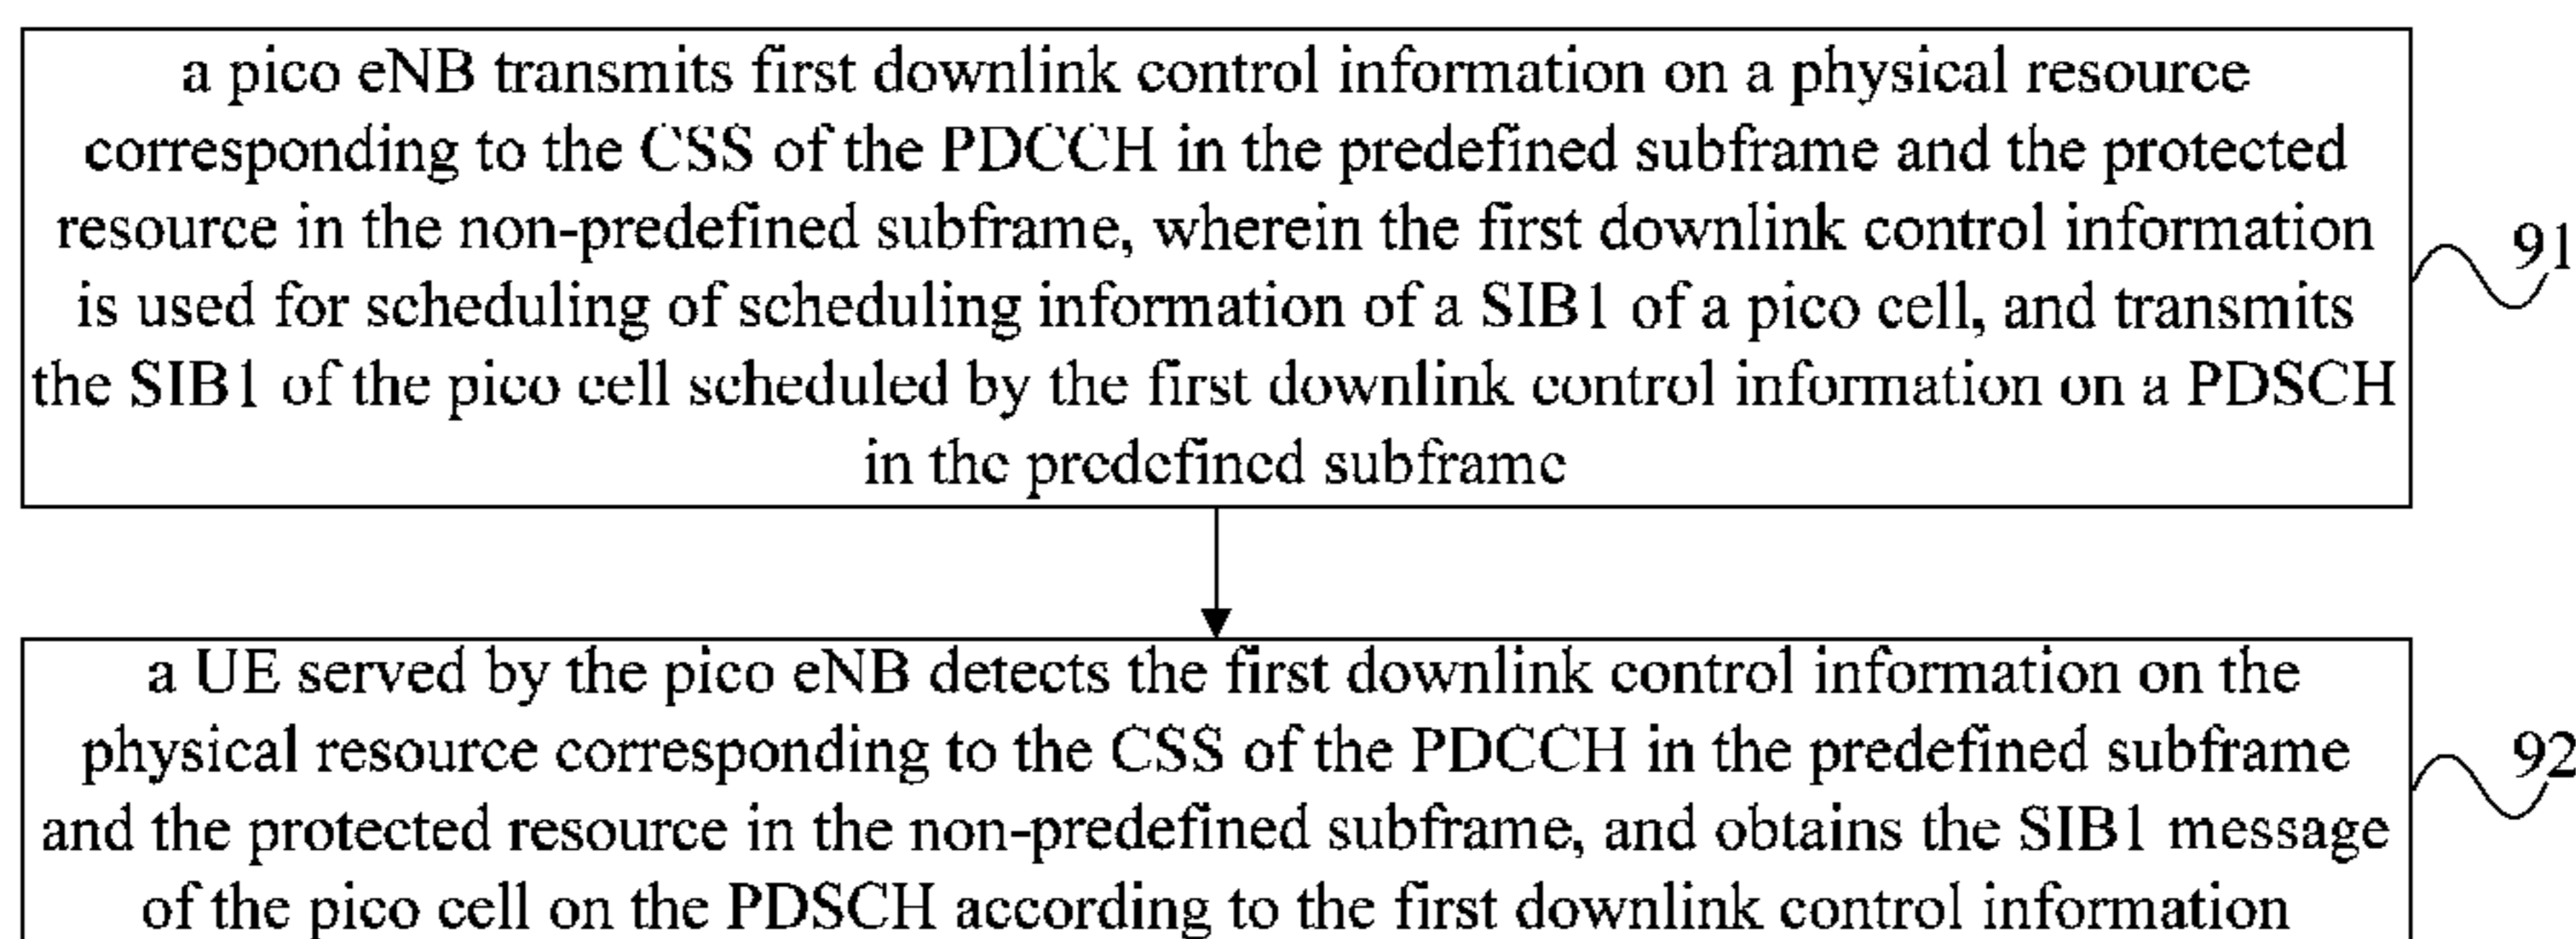 a pico eNB transmits first downlink control information on a physical resource
corresponding to the CSS of the PDCCH in the predefined subframe and the protected
resource in the non-predefined subframe, wherein the first downlink control information
is used for scheduling of scheduling information of a SIB1 of a pico cell, and transmits
the SIB1 of the pico cell scheduled by the first downlink control information on a PDSCH
in the predefined subframe
91
a UE served by the pico eNB detects the first downlink control information on the
physical resource corresponding to the CSS of the PDCCH in the predefined subframe
and the protected resource in the non-predefined subframe, and obtains the SIB1 message
of the pico cell on the PDSCH according to the first downlink control information
92